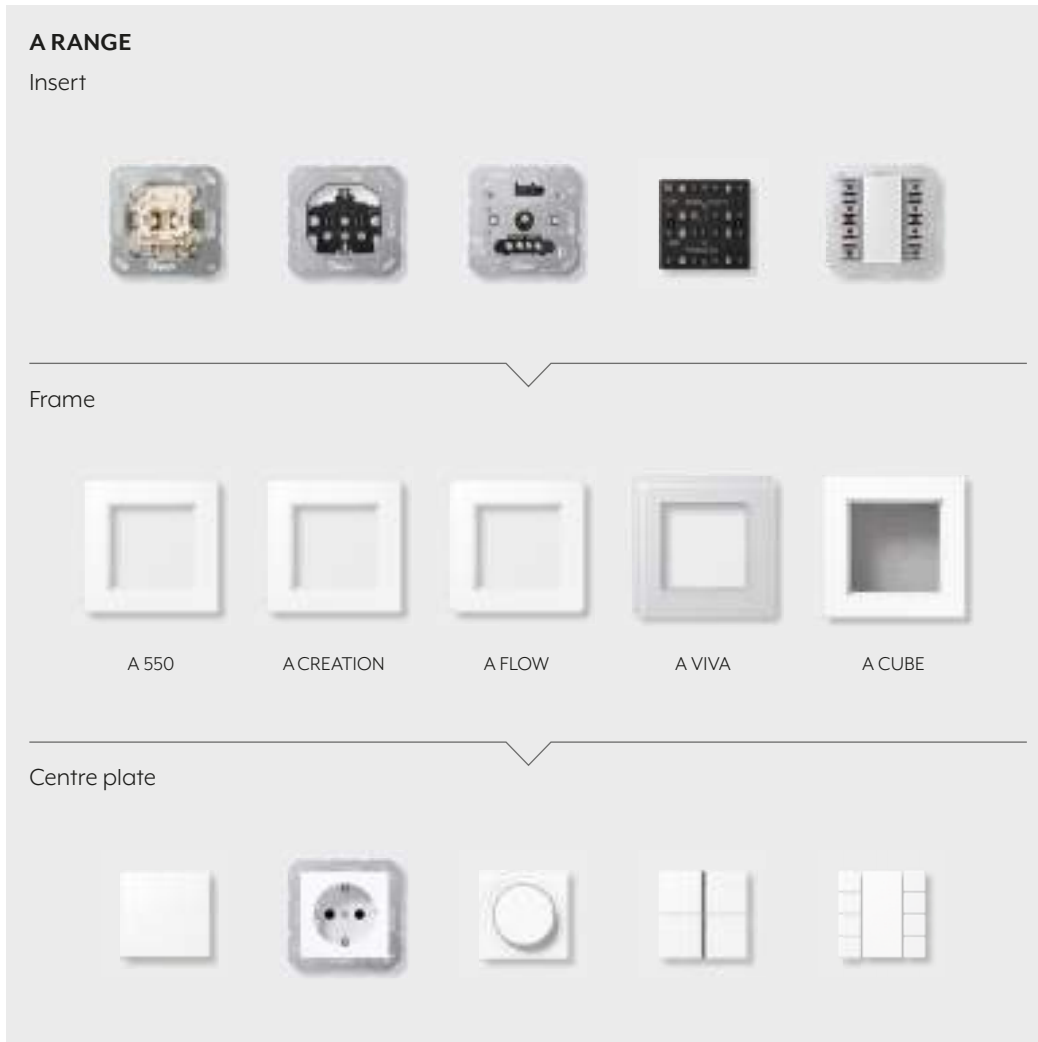 A RANGE
Insert
Frame
A 550
A CREATION
A FLOW
A VIVA
A CUBE
Centre plate